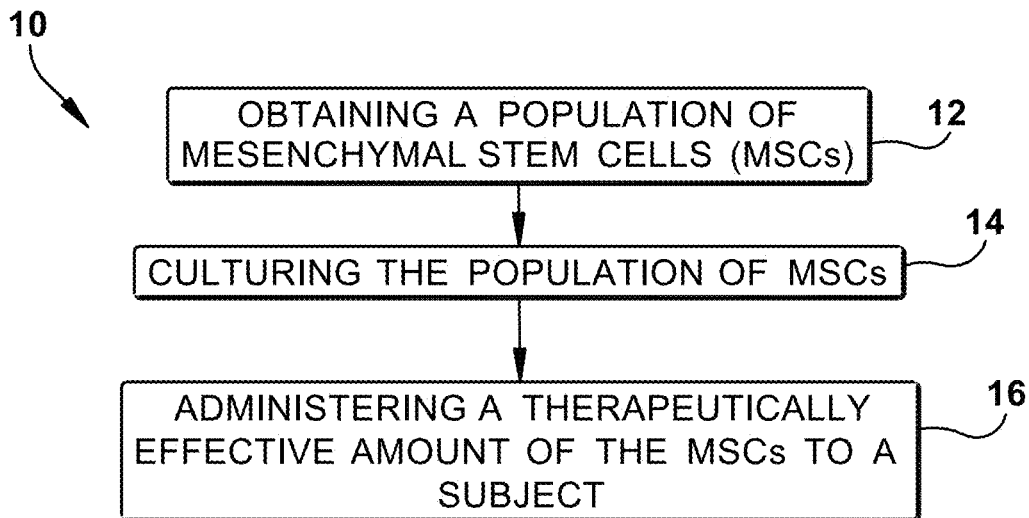 10
OBTAINING A POPULATION OF
MESENCHYMAL STEM CELLS (MSCs)
12
CULTURING THE POPULATION OF MSCs
14
ADMINISTERING A THERAPEUTICALLY
EFFECTIVE AMOUNT OF THE MSCs TO A
SUBJECT
16